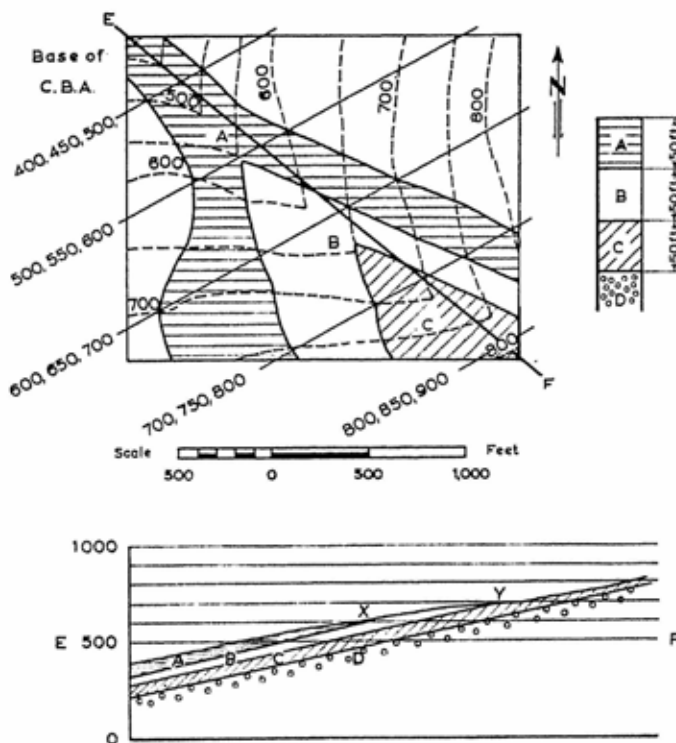 E
Base of
C. B. A.
N
600
700
800
500
A
400, 450, 500,
600
500, 550, 600
B
700
C
600, 650, 700
800
F
700, 750, 800
800, 850, 900
A
B
C
D
Scale
Feet
500
0
500
1,000
1000
X
Y
E
500
A
B
C
D
F
0